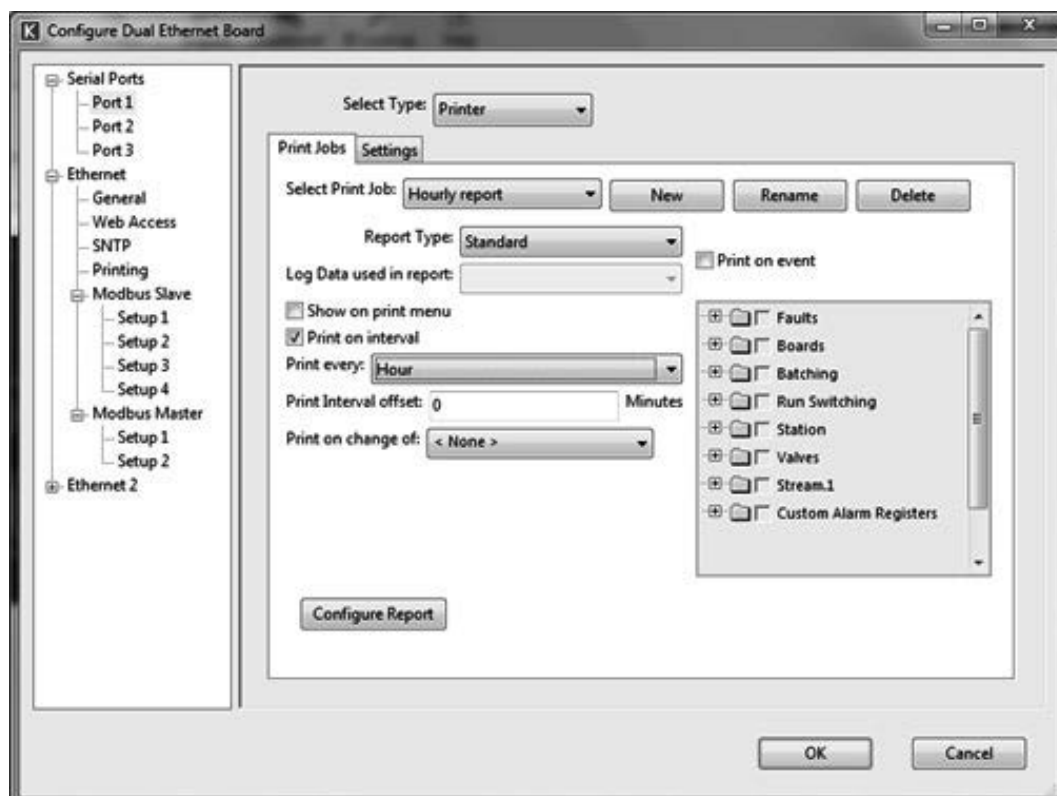 Configure Dual Ethernet Board
Serial Ports
Port 1
Port 2
Port 3
Ethernet
General
Web Access
SNTP
Printing
Modbus Slave
Setup 1
Setup 2
Setup 3
Setup 4
Modbus Master
Setup 1
Setup 2
Ethernet 2
Select Type: Printer
Print Jobs Settings
Select Print Job: Hourly report New Rename Delete
Report Type: Standard
Print on event
Log Data used in report:
Show on print menu
Print on interval
Print every: Hour
Print Interval offset: 0 Minutes
Print on change of: < None >
Faults
Boards
Batching
Run Switching
Station
Valves
Stream.1
Custom Alarm Registers
Configure Report
OK Cancel